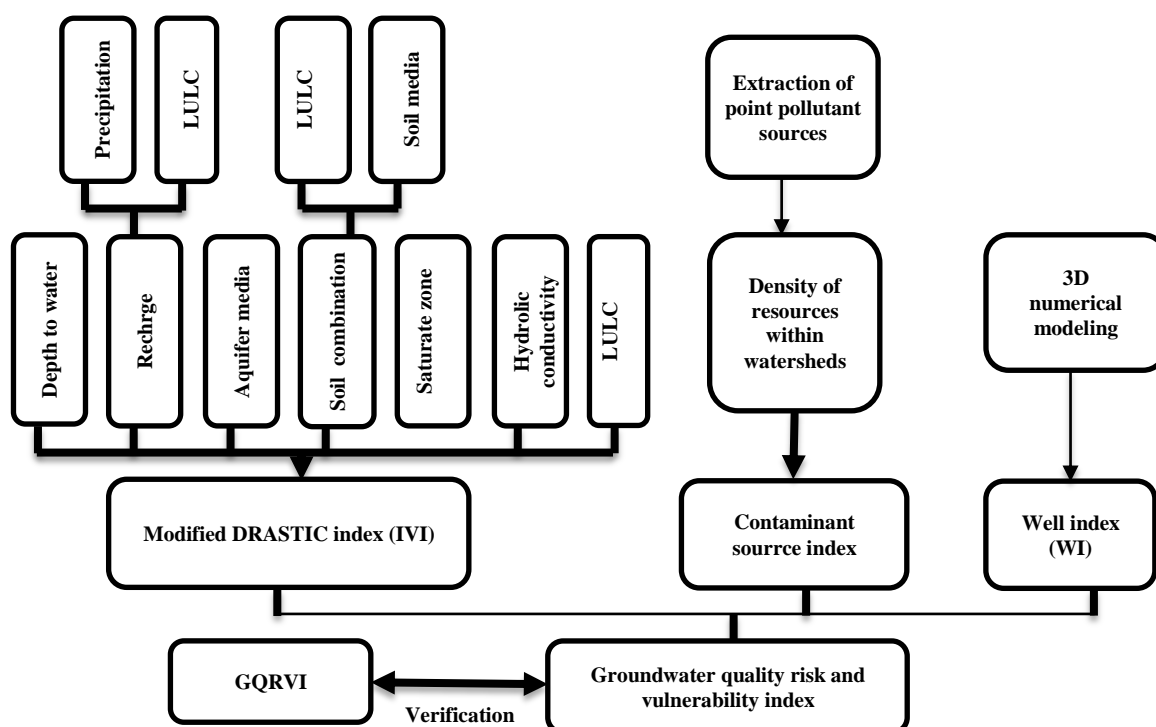 Precipitation
LULC
LULC
Soil media
Extraction of
point pollutant
sources
Depth to water
Rechrge
Aquifer media
Soil combination
Saturate zone
Hydrolic
conductivity
LULC
Density of
resources
within
watersheds
3D
numerical
modeling
Modified DRASTIC index (IVI)
Contaminant
sourrce index
Well index
(WI)
GQRVI
Verification
Groundwater quality risk and
vulnerability index